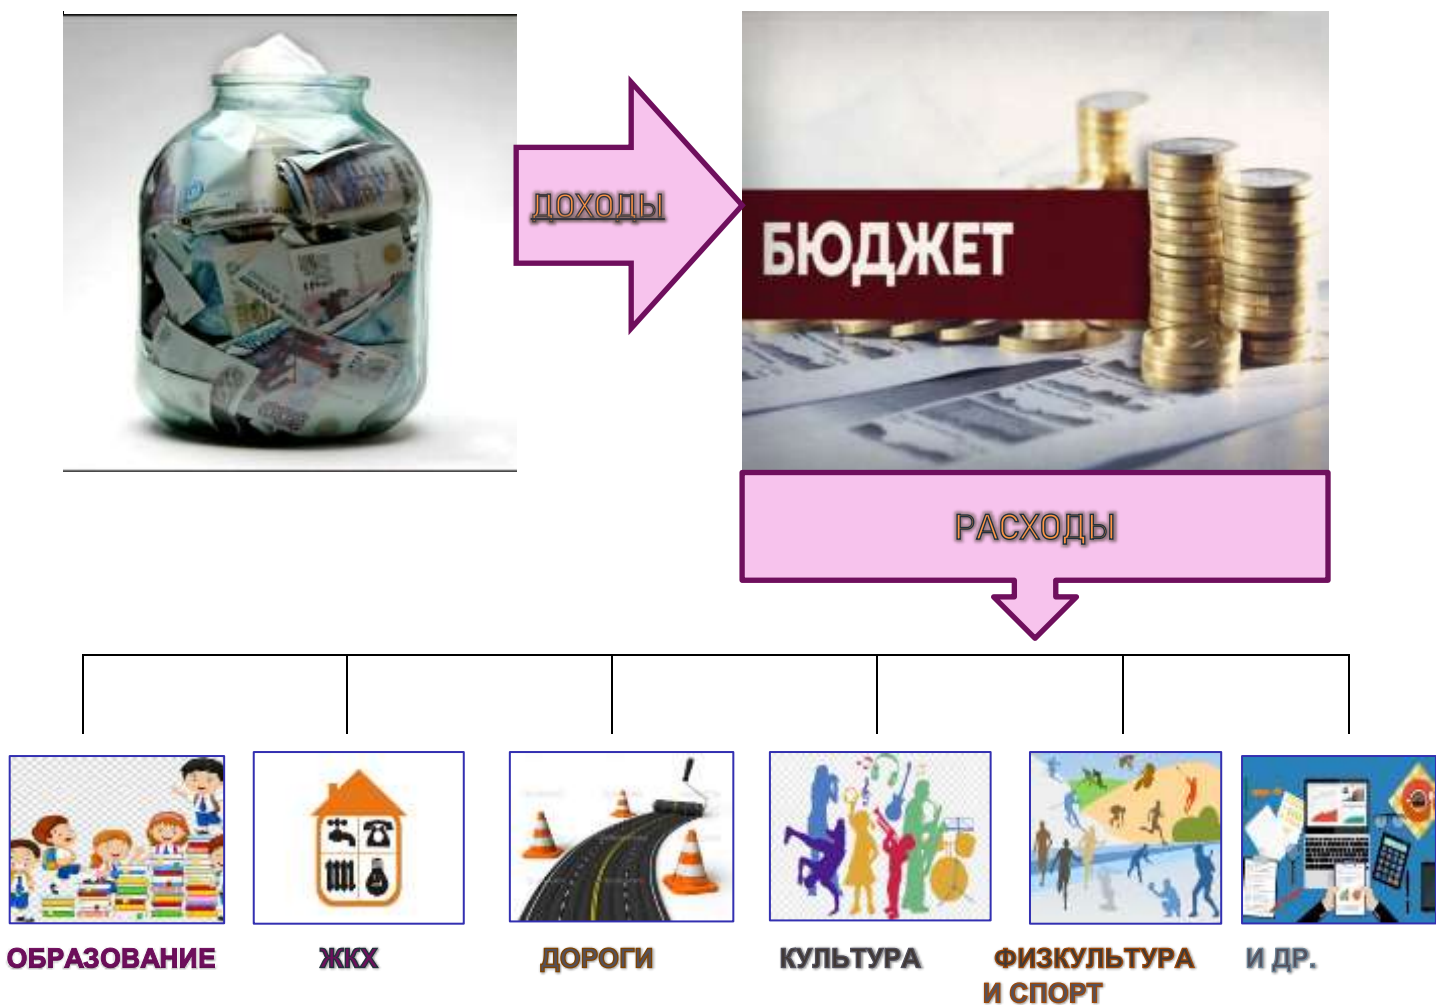 ДОХОДЫ
БЮДЖЕТ
РАСХОДЫ
ОБРАЗОВАНИЕ
ЖКХ
ДОРОГИ
КУЛЬТУРА
ФИЗКУЛЬТУРА
И СПОРТ
И ДР.